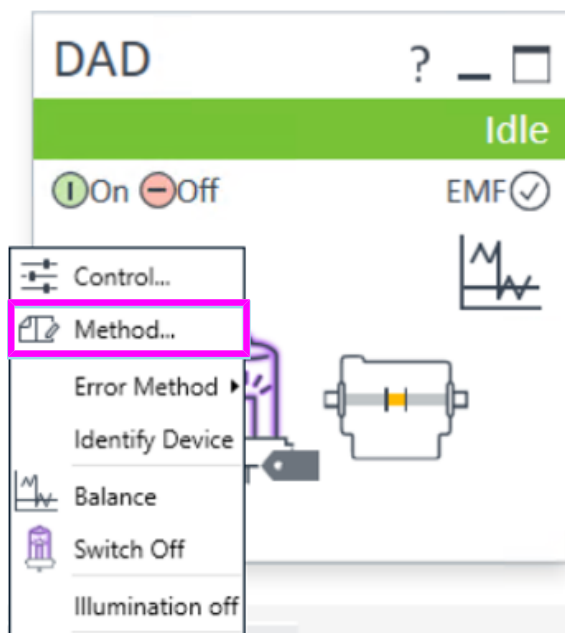 DAD ?
Idle
On Off EMF
Control...
Method...
Error Method
Identify Device
Balance
Switch Off
Illumination off